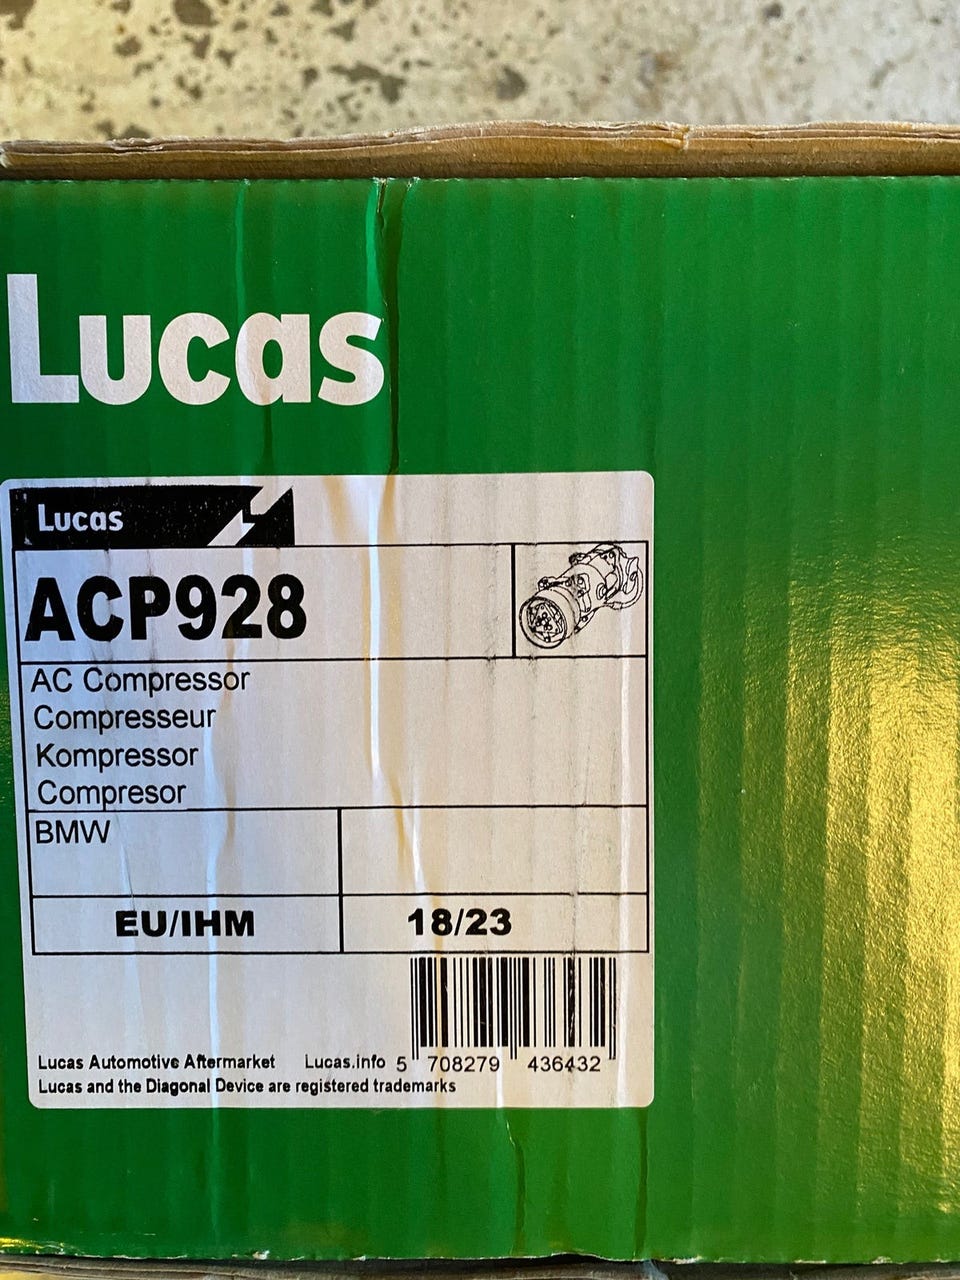 Lucas
Lucas
ACP928
AC Compressor
Compresseur
Kompressor
Compresor
BMW
EU/IHM 18/23
Lucas Automotive Aftermarket Lucas.info 5 708279 436432
Lucas and the Diagonal Device are registered trademarks